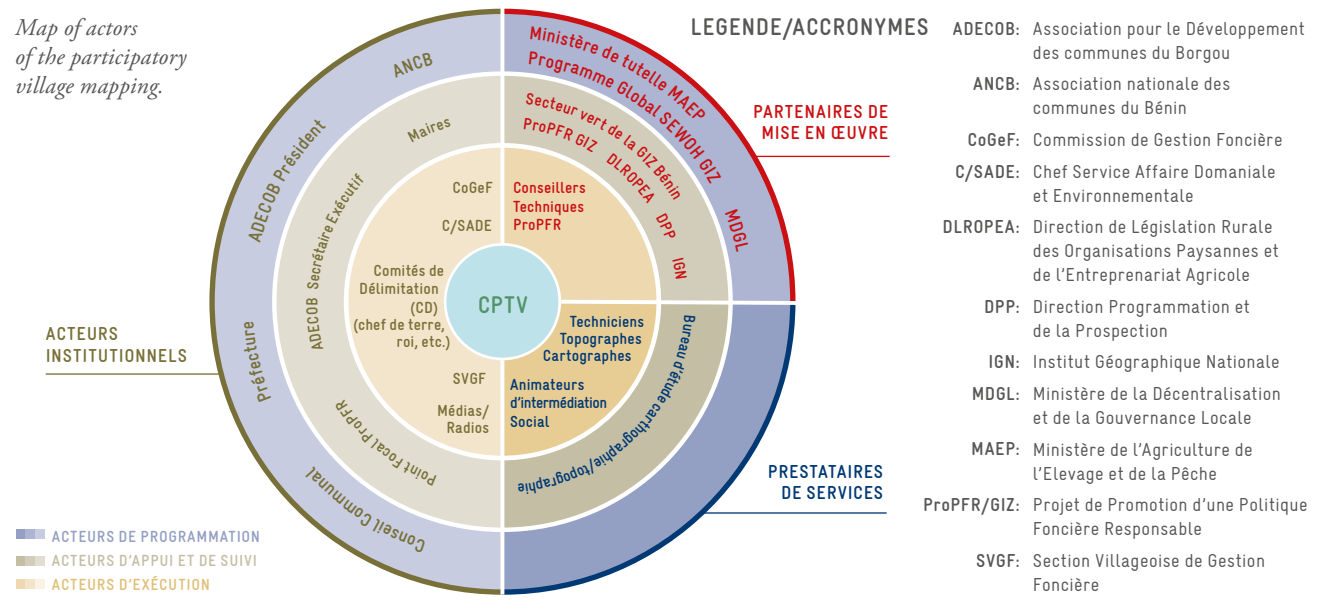 Map of actors
of the participatory
village mapping.
ANCB
ADECOB Président
Préfecture
Conseil Communal
Maires
ADECOB Secrétaire Exécutif
Point Focal ProPFR
CoGeF
C/SADE
Comités de
Délimitation
(CD)
(chef de terre,
roi, etc.)
SVGF
Médias/
Radios
CPTV
Ministère de tutelle MAEP
Programme Global SEWOH GIZ
MDGL
Secteur vert de la GIZ Bénin
ProPFR GIZ
DLROPEA
DPP
IGN
Conseillers
Techniques
ProPFR
Techniciens
Topographes
Cartographes
Animateurs
d'intermédiation
Social
Bureau d'étude carthographie/topographie
ACTEURS
INSTITUTIONNELS
PARTENAIRES DE
MISE EN ŒUVRE
PRESTATAIRES
DE SERVICES
ACTEURS DE PROGRAMMATION
ACTEURS D'APPUI ET DE SUIVI
ACTEURS D'EXÉCUTION
LEGENDE/ACCRONYMES
ADECOB: Association pour le Développement
des communes du Borgou
ANCB: Association nationale des
communes du Bénin
CoGeF: Commission de Gestion Foncière
C/SADE: Chef Service Affaire Domaniale
et Environnementale
DLROPEA: Direction de Législation Rurale
des Organisations Paysannes et
de l'Entreprenariat Agricole
DPP: Direction Programmation et
de la Prospection
IGN: Institut Géographique Nationale
MDGL: Ministère de la Décentralisation
et de la Gouvernance Locale
MAEP: Ministère de l'Agriculture de
l'Elevage et de la Pêche
ProPFR/GIZ: Projet de Promotion d'une Politique
Foncière Responsable
SVGF: Section Villageoise de Gestion
Foncière